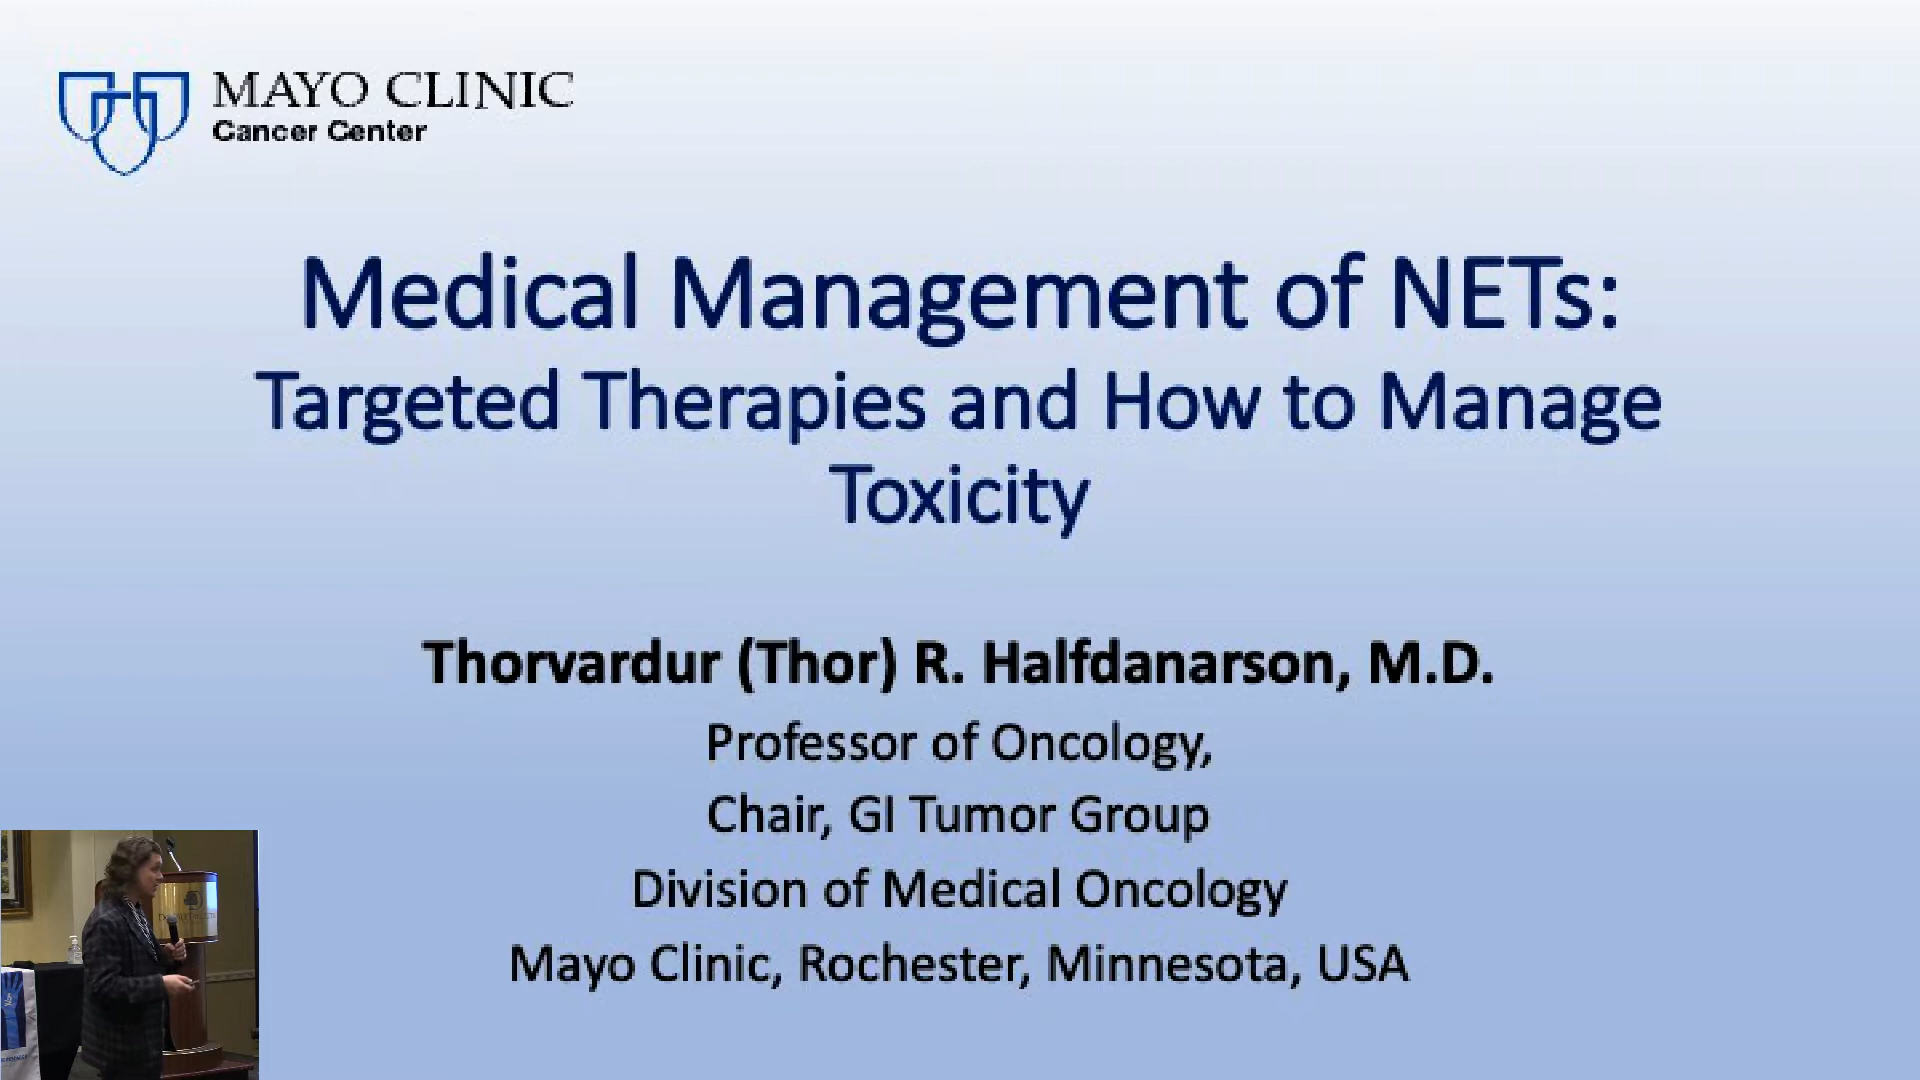 MAYO CLINIC
Cancer Center
Medical Management of NETs:
Targeted Therapies and How to Manage
Toxicity
Thorvardur (Thor) R. Halfdanarson, M.D.
Professor of Oncology,
Chair, GI Tumor Group
Division of Medical Oncology
Mayo Clinic, Rochester, Minnesota, USA